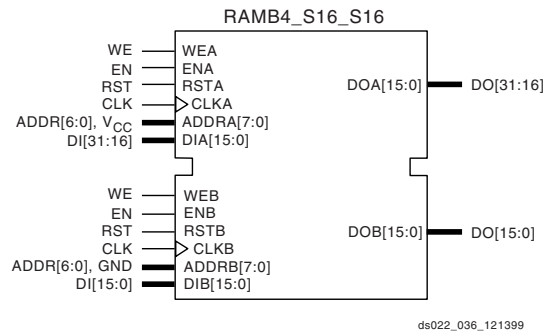 RAMB4_S16_S16
WE WEA
EN ENA
RST RSTA DOA[15:0] DO[31:16]
CLK CLKA
ADDR[6:0], VCC ADDRA[7:0]
DI[31:16] DIA[15:0]
WE WEB
EN ENB
RST RSTB DOB[15:0] DO[15:0]
CLK CLKB
ADDR[6:0], GND ADDRB[7:0]
DI[15:0] DIB[15:0]
ds022_036_121399